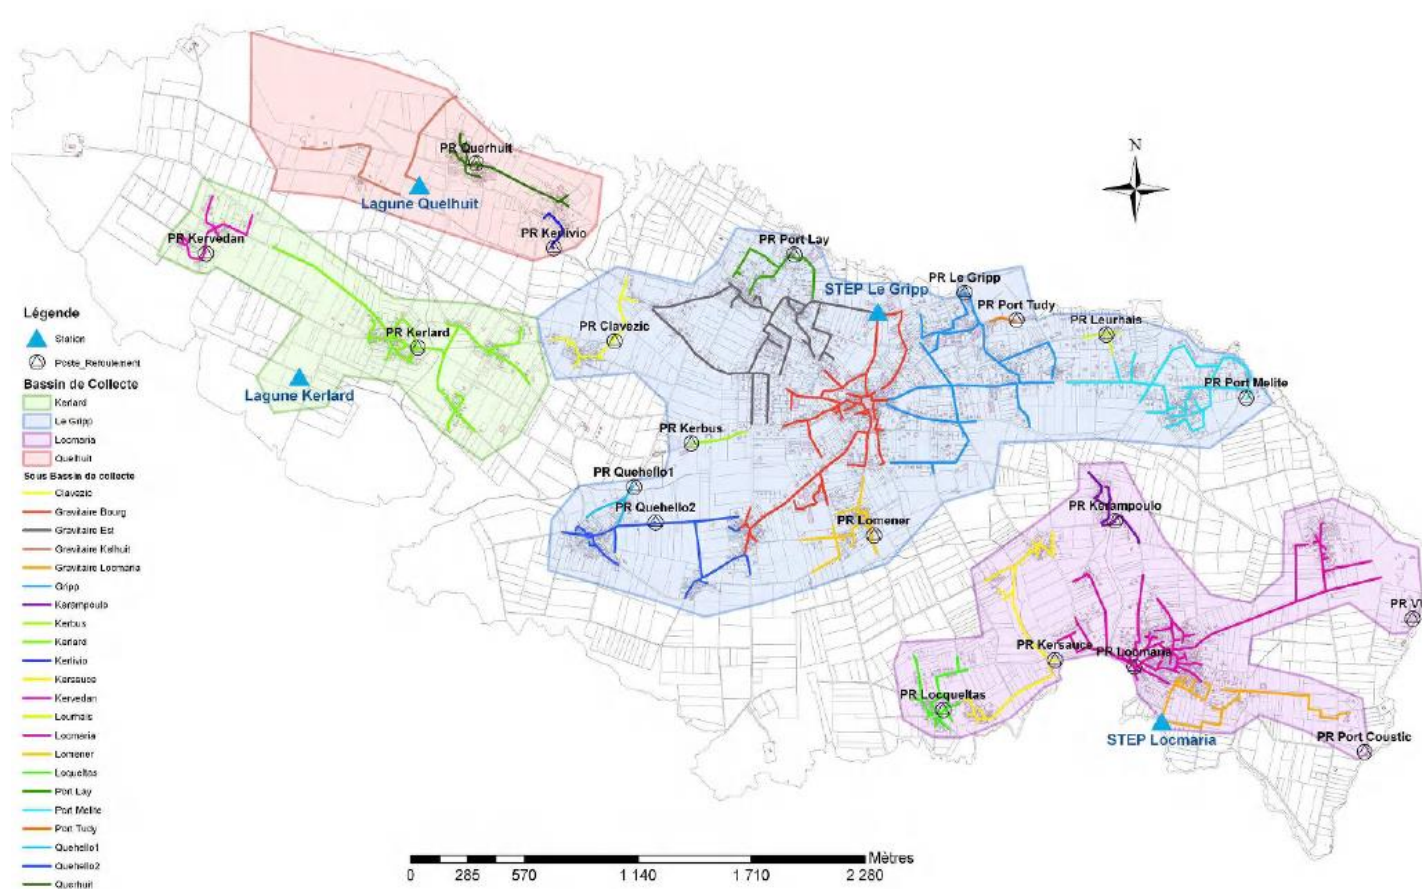 N
PR Querhuit
Lagune Quelhuit
PR Kerlivio
PR Kervedan
PR Port Lay
PR Le Gripp
STEP Le Gripp
PR Port Tudy
PR Clavezic
PR Leurhais
PR Kerlard
Lagune Kerlard
PR Port Melite
PR Kerbus
PR Quehello1
PR Quehello2
PR Lomener
PR Kerampoulo
PR Kersauce
PR Locmaria
PR Locqueltas
STEP Locmaria
PR Port Coustic
Légende
Station
Poste_Refoulement
Bassin de Collecte
Kerlard
Le Gripp
Locmaria
Quelhuit
Sous Bassin de collecte
Clavezic
Gravitaire Bourg
Gravitaire Est
Gravitaire Kelhuit
Gravitaire Locmaria
Gripp
Kerampoulo
Kerbus
Kerlard
Kerlivio
Kersauce
Kervedan
Leurhais
Locmaria
Lomener
Loqueltas
Port Lay
Port Melite
Port Tudy
Quehello1
Quehello2
Querhuit
Mètres
0 285 570 1 140 1 710 2 280